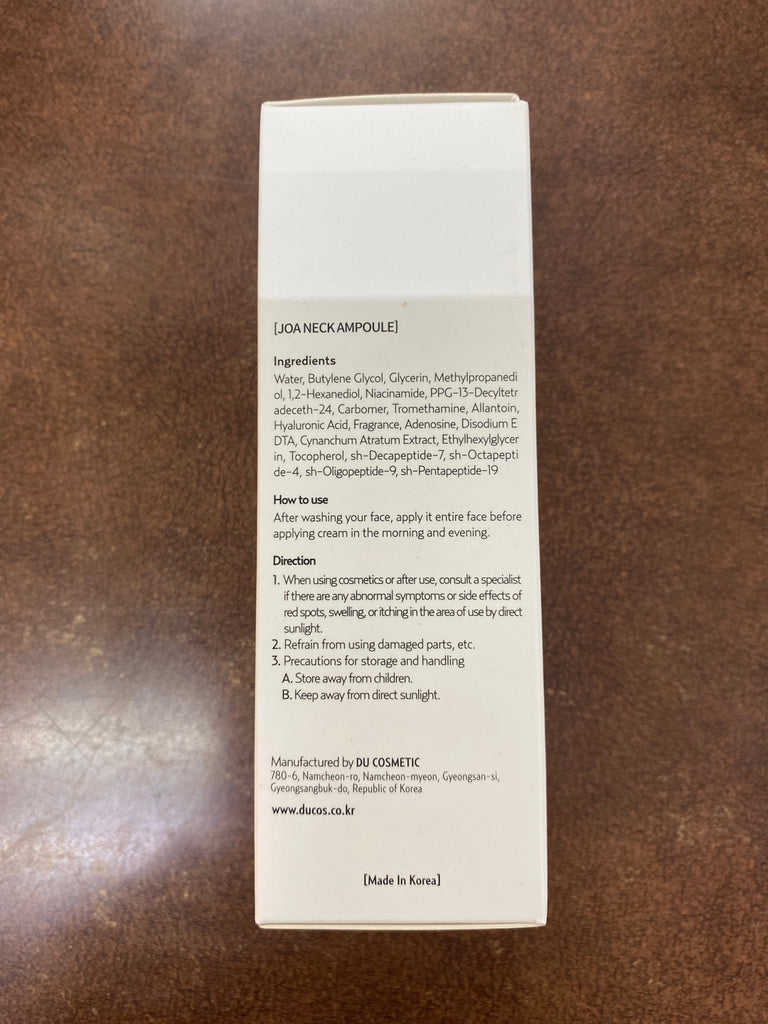 [JOA NECK AMPOULE]
Ingredients
Water, Butylene Glycol, Glycerin, Methylpropanedi
ol, 1,2-Hexanediol, Niacinamide, PPG-13-Decyltetr
adeceth-24, Carbomer, Tromethamine, Allantoin,
Hyaluronic Acid, Fragrance, Adenosine, Disodium E
DTA, Cynanchum Atratum Extract, Ethylhexylglycer
in, Tocopherol, sh-Decapeptide-7, sh-Octapepti
de-4, sh-Oligopeptide-9, sh-Pentapeptide-19
How to use
After washing your face, apply it entire face before
applying cream in the morning and evening.
Direction
1. When using cosmetics or after use, consult a specialist
if there are any abnormal symptoms or side effects of
red spots, swelling, or itching in the area of use by direct
sunlight.
2. Refrain from using damaged parts, etc.
3. Precautions for storage and handling
A. Store away from children.
B. Keep away from direct sunlight.
Manufactured by DU COSMETIC
780-6, Namcheon-ro, Namcheon-myeon, Gyeongsan-si,
Gyeongsangbuk-do, Republic of Korea
www.ducos.co.kr
[Made In Korea]